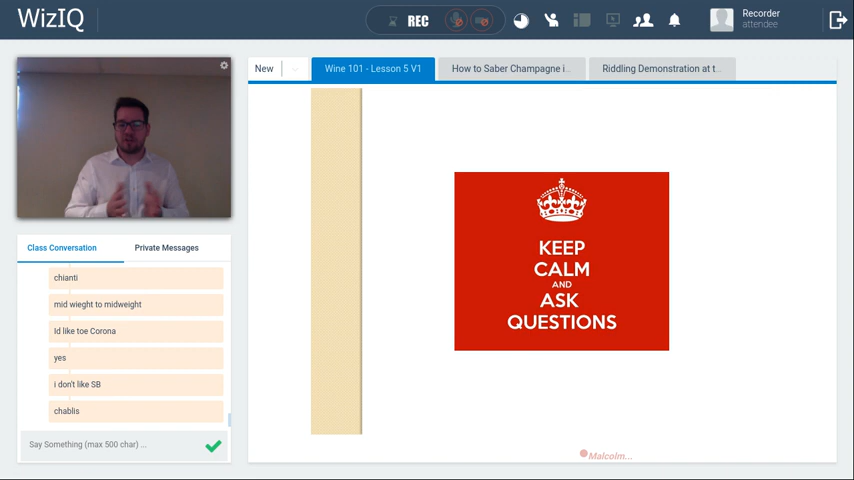 WizIQ
REC
Recorder
attendee
New
Wine 101 - Lesson 5 V1
How to Saber Champagne i...
Riddling Demonstration at t...
KEEP
CALM
AND
ASK
QUESTIONS
Class Conversation
Private Messages
chianti
mid wieght to midweight
Id like toe Corona
yes
i don't like SB
chablis
Say Something (max 500 char) ...
Malcolm...